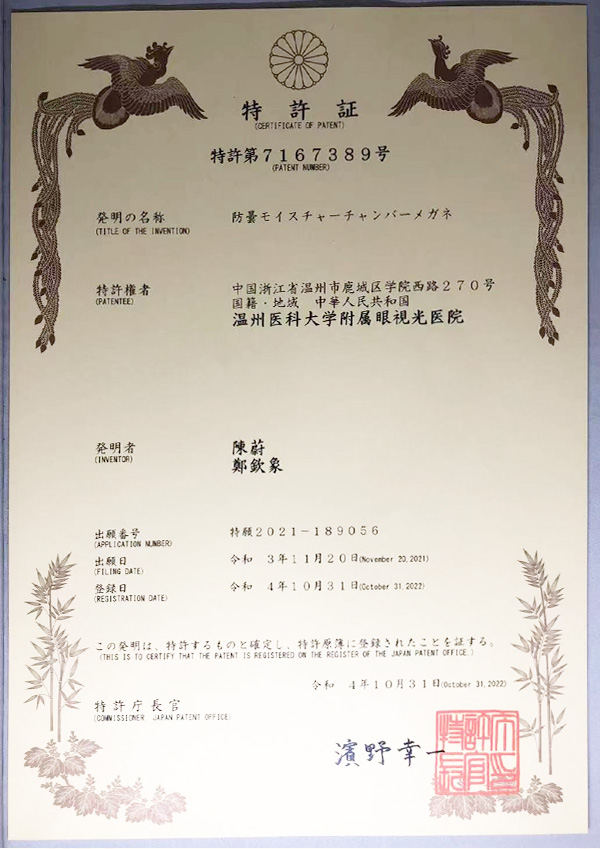 特許証
(CERTIFICATE OF PATENT)
特許第7167389号
(PATENT NUMBER)
発明の名称
(TITLE OF THE INVENTION)
防曇モイスチャーチャンバーメガネ
特許権者
(PATENTEE)
中国浙江省温州市鹿城区学院西路270号
国籍・地域 中華人民共和国
温州医科大学附属眼視光医院
発明者
(INVENTOR)
陳蔚
鄭欽象
出願番号
(APPLICATION NUMBER)
特願2021-189056
出願日
(FILING DATE)
令和 3年11月20日(November 20,2021)
登録日
(REGISTRATION DATE)
令和 4年10月31日(October 31,2022)
この発明は、特許するものと確定し、特許原簿に登録されたことを証する。
(THIS IS TO CERTIFY THAT THE PATENT IS REGISTERED ON THE REGISTER OF THE JAPAN PATENT OFFICE.)
令和 4年10月31日(October 31,2022)
特許庁長官
(COMMISSIONER JAPAN PATENT OFFICE)
濱野幸一